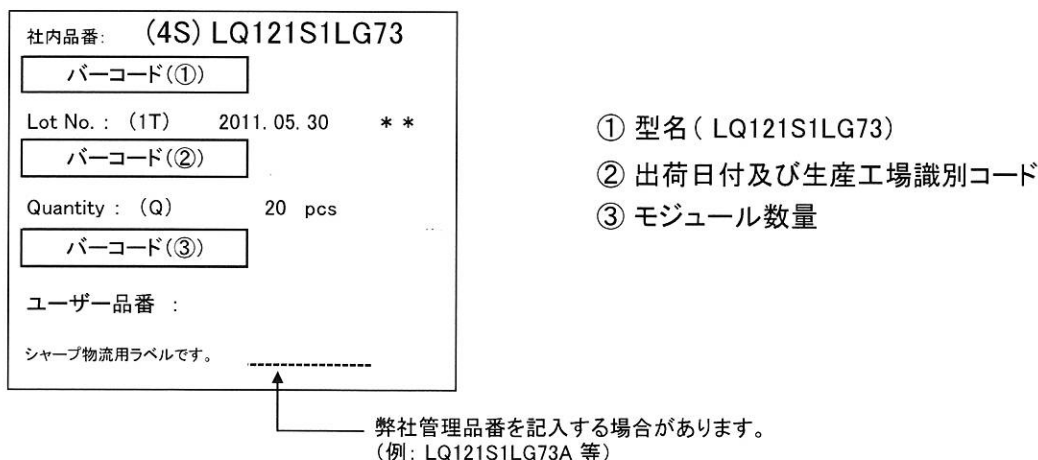 社内品番: (4S) LQ121S1LG73
バーコード(①)
Lot No. : (1T) 2011. 05. 30 * *
バーコード(②)
Quantity : (Q) 20 pcs
バーコード(③)
ユーザー品番 :
シャープ物流用ラベルです。
① 型名( LQ121S1LG73)
② 出荷日付及び生産工場識別コード
③ モジュール数量
弊社管理品番を記入する場合があります。
(例: LQ121S1LG73A 等)